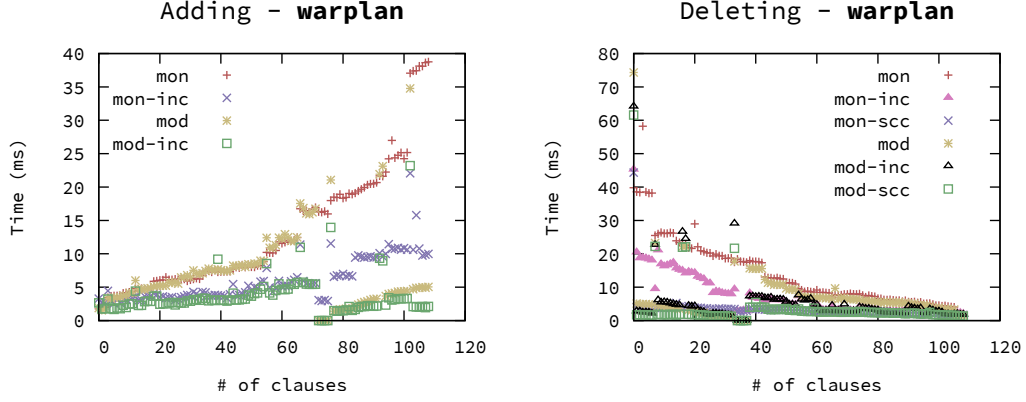 Adding - warplan
Time (ms)
40
35
30
25
20
15
10
5
0
mon
mon-inc
mod
mod-inc
0 20 40 60 80 100 120
# of clauses
Deleting - warplan
Time (ms)
80
70
60
50
40
30
20
10
0
mon
mon-inc
mon-scc
mod
mod-inc
mod-scc
0 20 40 60 80 100 120
# of clauses